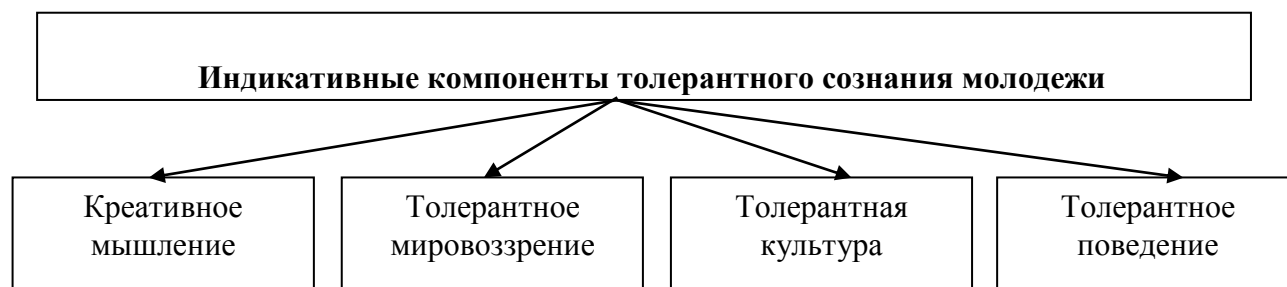 Индикативные компоненты толерантного сознания молодежи
Креативное
мышление
Толерантное
мировоззрение
Толерантная
культура
Толерантное
поведение